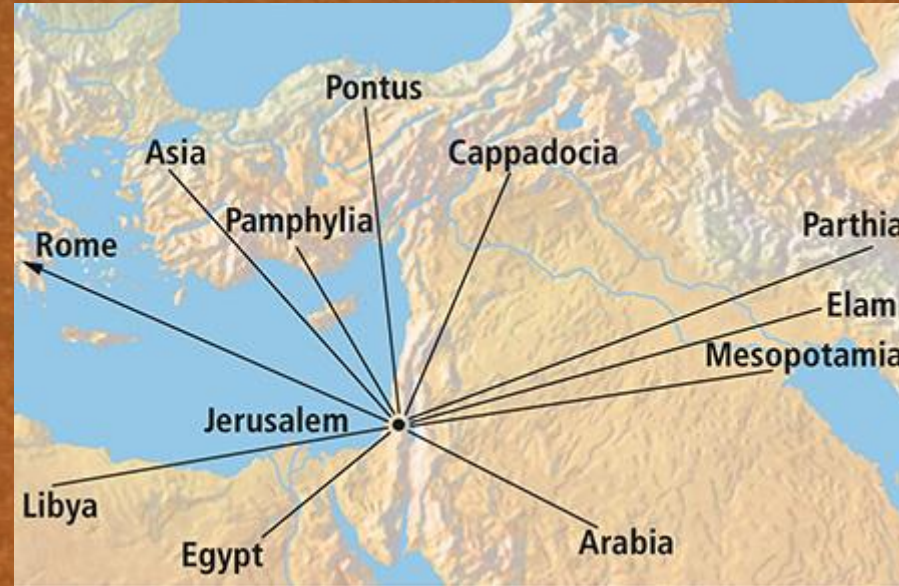 Pontus
Asia
Cappadocia
Pamphylia
Parthia
Rome
Elam
Mesopotamia
Jerusalem
Libya
Egypt
Arabia